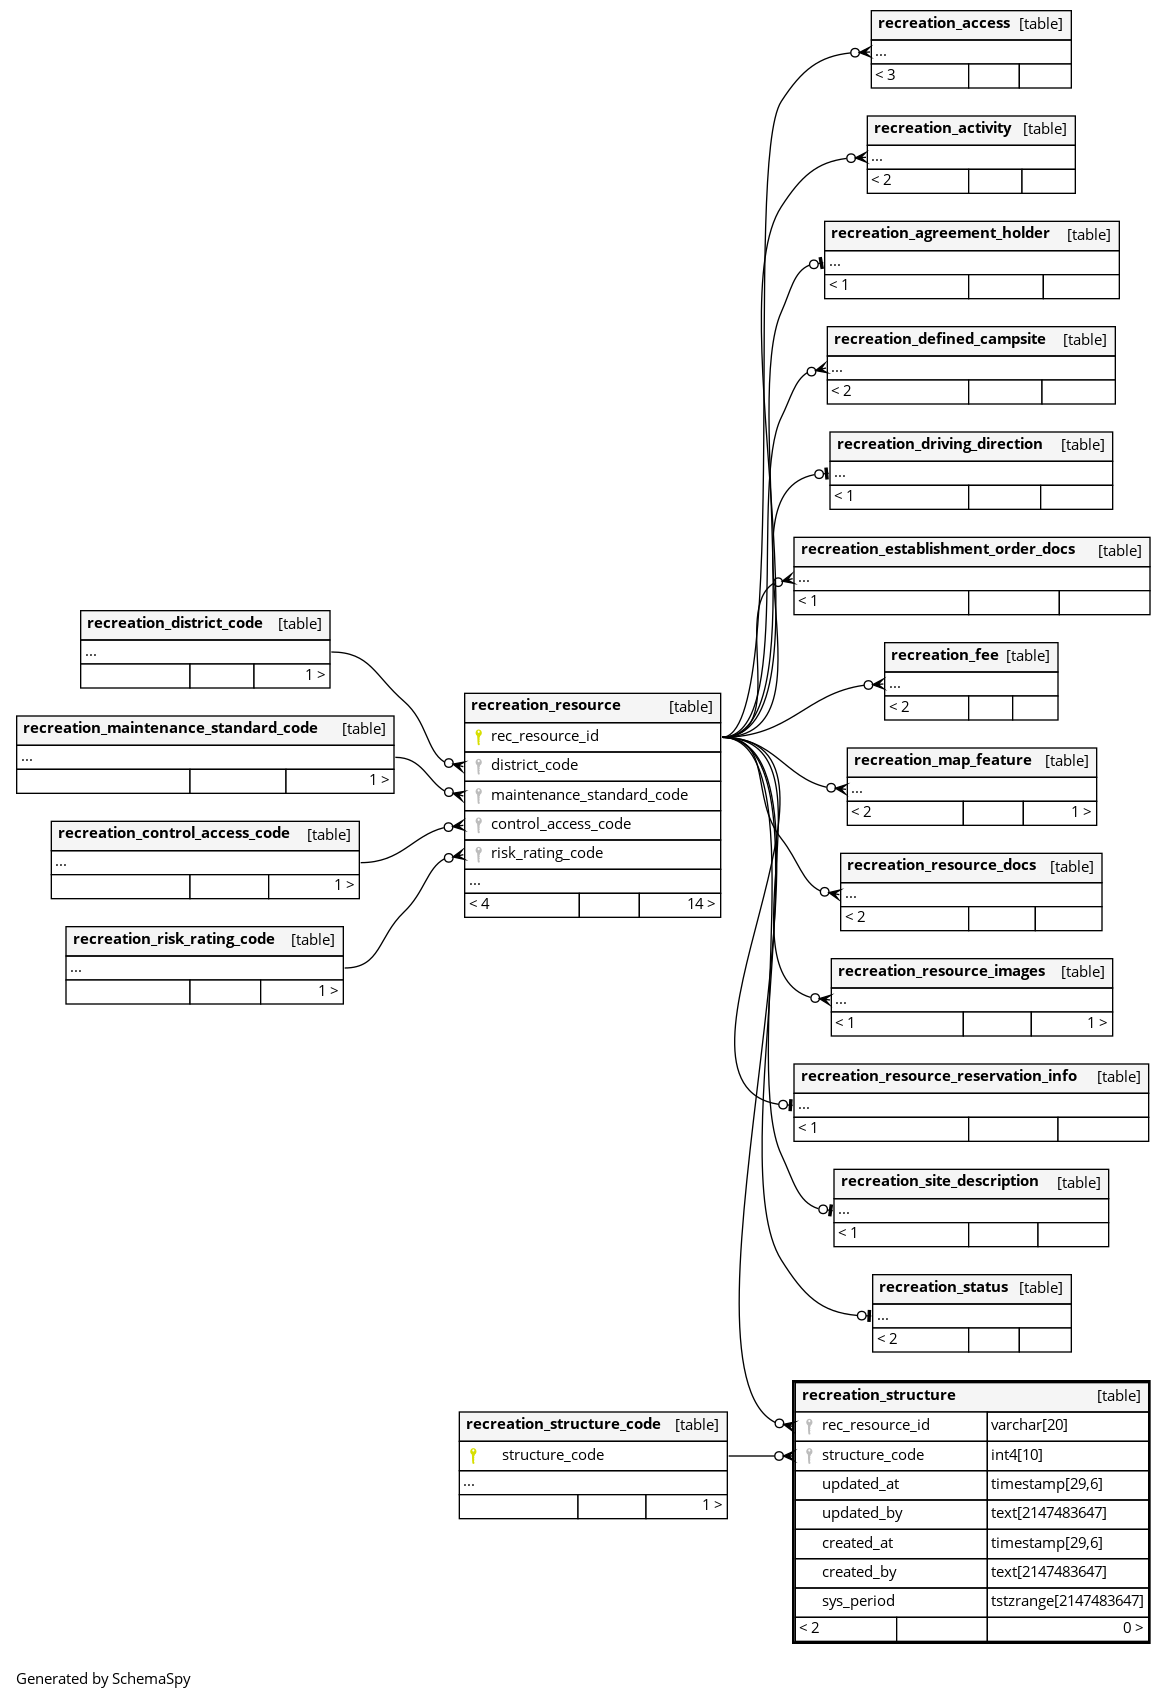 recreation_access [table]
...
< 3
recreation_activity [table]
...
< 2
recreation_agreement_holder [table]
...
< 1
recreation_defined_campsite [table]
...
< 2
recreation_driving_direction [table]
...
< 1
recreation_establishment_order_docs [table]
...
< 1
recreation_district_code [table]
...
1 >
recreation_maintenance_standard_code [table]
...
1 >
recreation_control_access_code [table]
...
1 >
recreation_risk_rating_code [table]
...
1 >
recreation_resource [table]
rec_resource_id
district_code
maintenance_standard_code
control_access_code
risk_rating_code
...
< 4 14 >
recreation_fee [table]
...
< 2
recreation_map_feature [table]
...
< 2 1 >
recreation_resource_docs [table]
...
< 2
recreation_resource_images [table]
...
< 1 1 >
recreation_resource_reservation_info [table]
...
< 1
recreation_site_description [table]
...
< 1
recreation_status [table]
...
< 2
recreation_structure_code [table]
structure_code
...
1 >
recreation_structure [table]
rec_resource_id varchar[20]
structure_code int4[10]
updated_at timestamp[29,6]
updated_by text[2147483647]
created_at timestamp[29,6]
created_by text[2147483647]
sys_period tstzrange[2147483647]
< 2 0 >
Generated by SchemaSpy